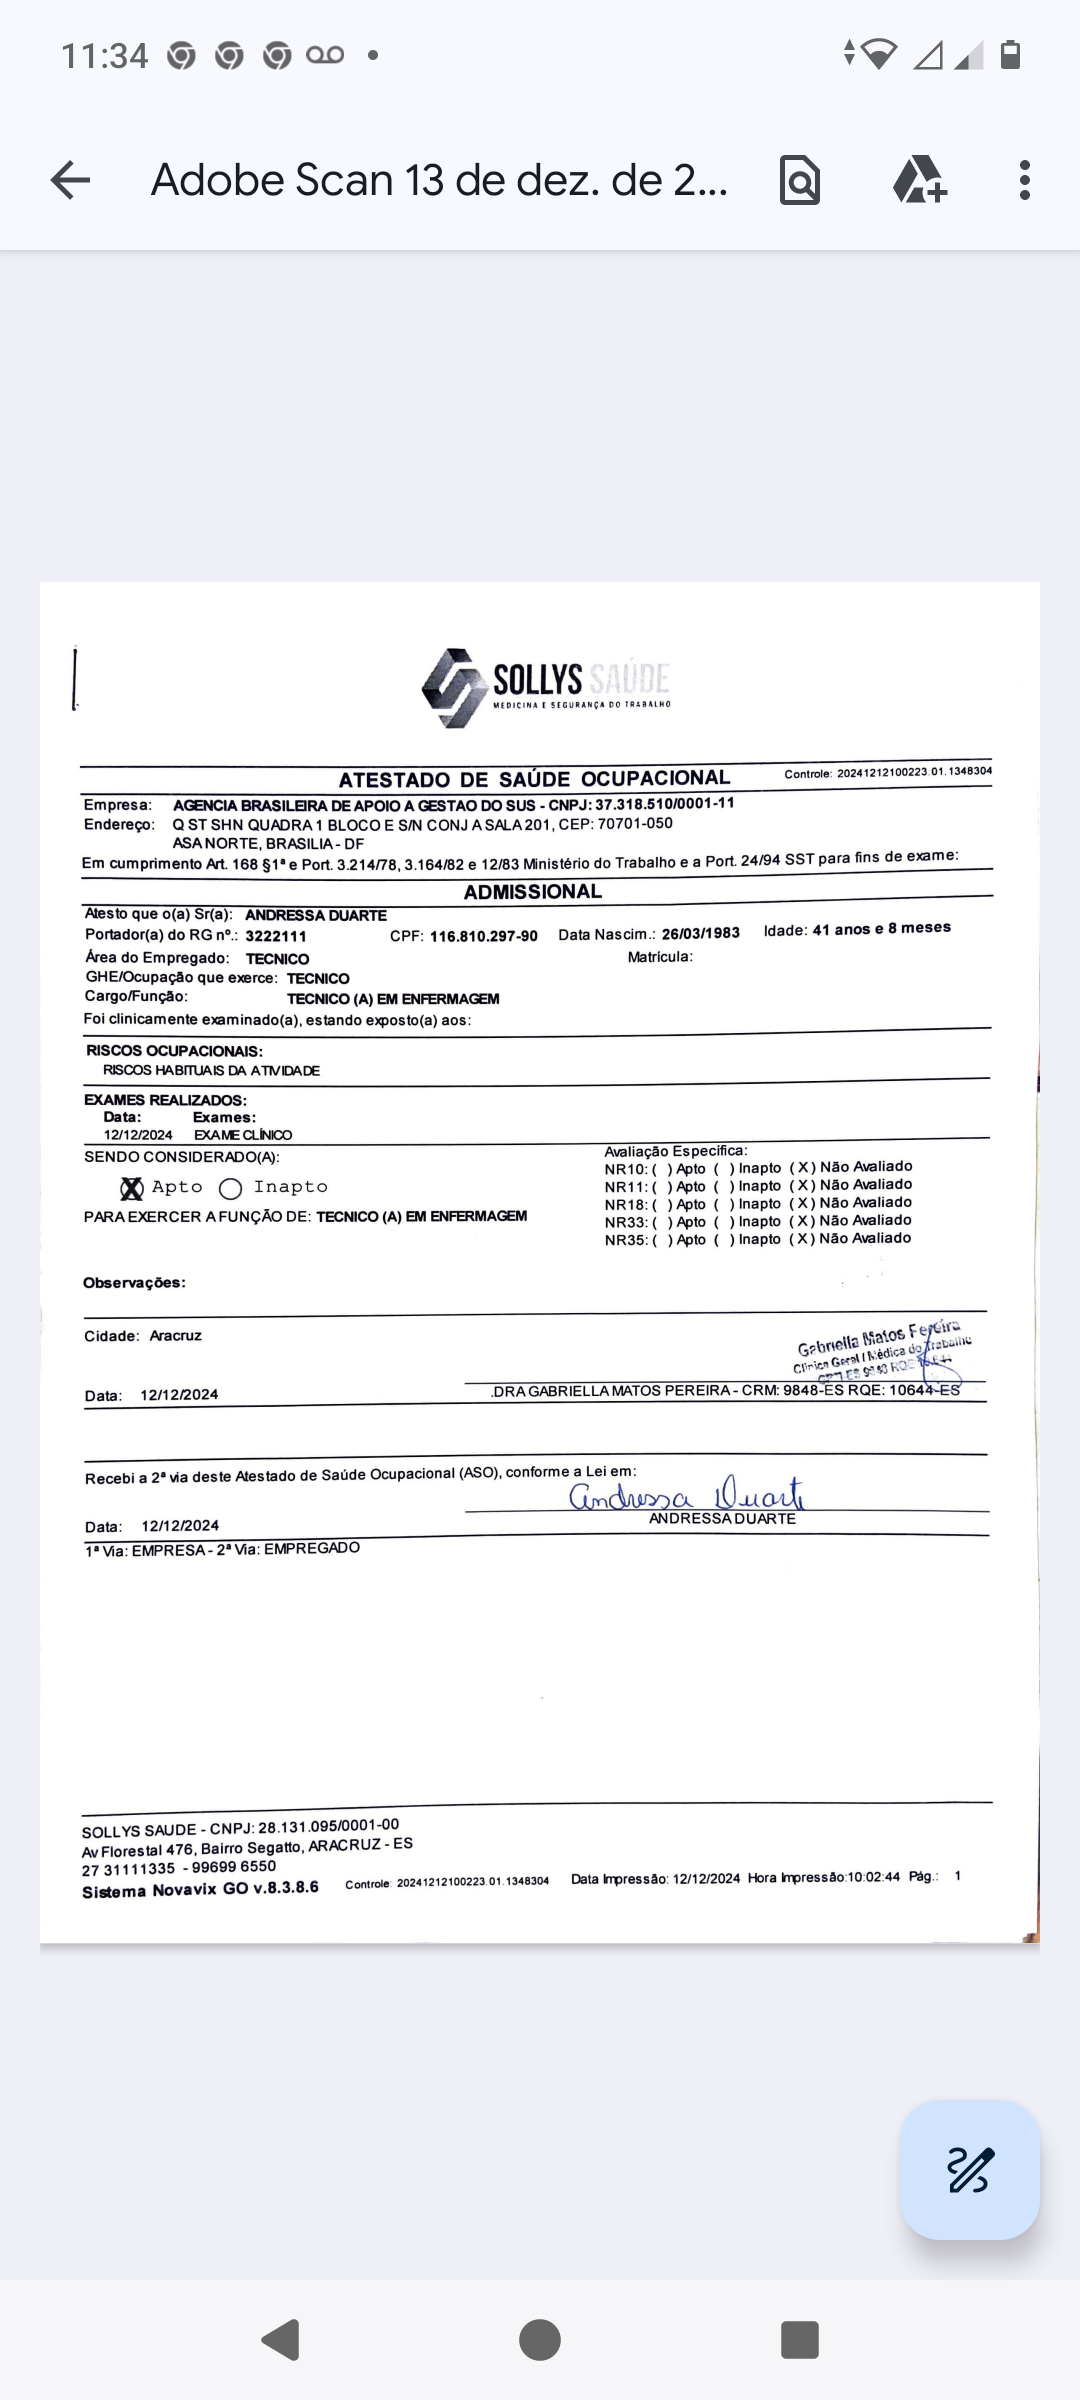 11:34
Adobe Scan 13 de dez. de 2...
SOLLYS SAÚDE
MEDICINA E SEGURANÇA DO TRABALHO
ATESTADO DE SAÚDE OCUPACIONAL
Controle: 20241212100223.01.1348304
Empresa: AGENCIA BRASILEIRA DE APOIO A GESTAO DO SUS - CNPJ: 37.318.510/0001-11
Endereço: Q ST SHN QUADRA 1 BLOCO E S/N CONJ A SALA 201, CEP: 70701-050
ASA NORTE, BRASILIA - DF
Em cumprimento Art. 168 §1ª e Port. 3.214/78, 3.164/82 e 12/83 Ministério do Trabalho e a Port. 24/94 SST para fins de exame:
ADMISSIONAL
Atesto que o(a) Sr(a): ANDRESSA DUARTE
Portador(a) do RG nº.: 3222111 CPF: 116.810.297-90 Data Nascim.: 26/03/1983 Idade: 41 anos e 8 meses
Área do Empregado: TECNICO Matrícula:
GHE/Ocupação que exerce: TECNICO
Cargo/Função: TECNICO (A) EM ENFERMAGEM
Foi clinicamente examinado(a), estando exposto(a) aos:
RISCOS OCUPACIONAIS:
RISCOS HABITUAIS DA ATIVIDADE
EXAMES REALIZADOS:
Data: Exames:
12/12/2024 EXAME CLÍNICO
SENDO CONSIDERADO(A):
X Apto Inapto
PARA EXERCER A FUNÇÃO DE: TECNICO (A) EM ENFERMAGEM
Avaliação Específica:
NR10: ( ) Apto ( ) Inapto ( X ) Não Avaliado
NR11: ( ) Apto ( ) Inapto ( X ) Não Avaliado
NR18: ( ) Apto ( ) Inapto ( X ) Não Avaliado
NR33: ( ) Apto ( ) Inapto ( X ) Não Avaliado
NR35: ( ) Apto ( ) Inapto ( X ) Não Avaliado
Observações:
Cidade: Aracruz
Gabriella Matos Pereira
Clínica Geral / Médica do Trabalho
Data: 12/12/2024
.DRA GABRIELLA MATOS PEREIRA - CRM: 9848-ES RQE: 10644-ES
Recebi a 2ª via deste Atestado de Saúde Ocupacional (ASO), conforme a Lei em:
Andressa Duarte
Data: 12/12/2024
ANDRESSA DUARTE
1ª Via: EMPRESA - 2ª Via: EMPREGADO
SOLLYS SAUDE - CNPJ: 28.131.095/0001-00
Av Florestal 476, Bairro Segatto, ARACRUZ - ES
27 31111335 - 99699 6550
Sistema Novavix GO v.8.3.8.6 Controle: 20241212100223.01.1348304 Data Impressão: 12/12/2024 Hora Impressão:10:02:44 Pág.: 1